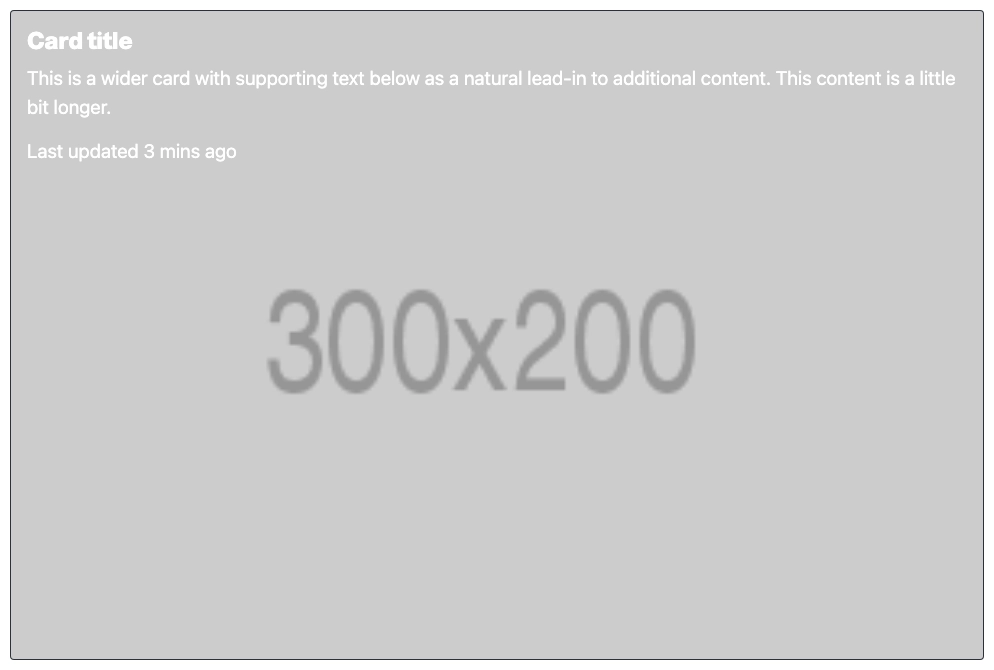 Card title
This is a wider card with supporting text below as a natural lead-in to additional content. This content is a little
bit longer.
Last updated 3 mins ago
300x200